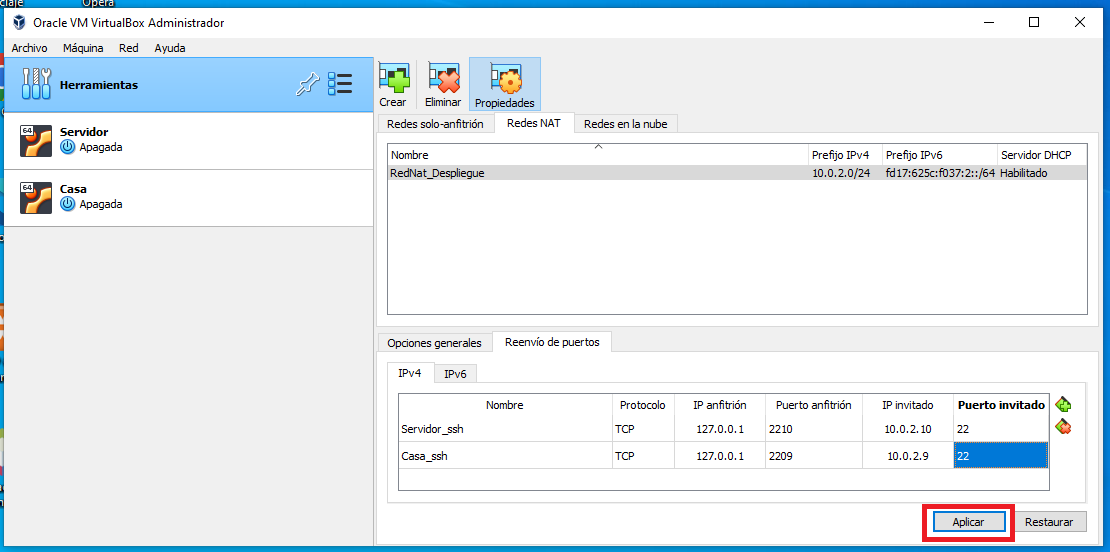 Opera
Oracle VM VirtualBox Administrador
Archivo Máquina Red Ayuda
Herramientas
64
Servidor
Apagada
64
Casa
Apagada
Crear Eliminar Propiedades
Redes solo-anfitrión Redes NAT Redes en la nube
Nombre Prefijo IPv4 Prefijo IPv6 Servidor DHCP
RedNat_Despliegue 10.0.2.0/24 fd17:625c:f037:2::/64 Habilitado
Opciones generales Reenvío de puertos
IPv4 IPv6
Nombre Protocolo IP anfitrión Puerto anfitrión IP invitado Puerto invitado
Servidor_ssh TCP 127.0.0.1 2210 10.0.2.10 22
Casa_ssh TCP 127.0.0.1 2209 10.0.2.9 22
Aplicar Restaurar